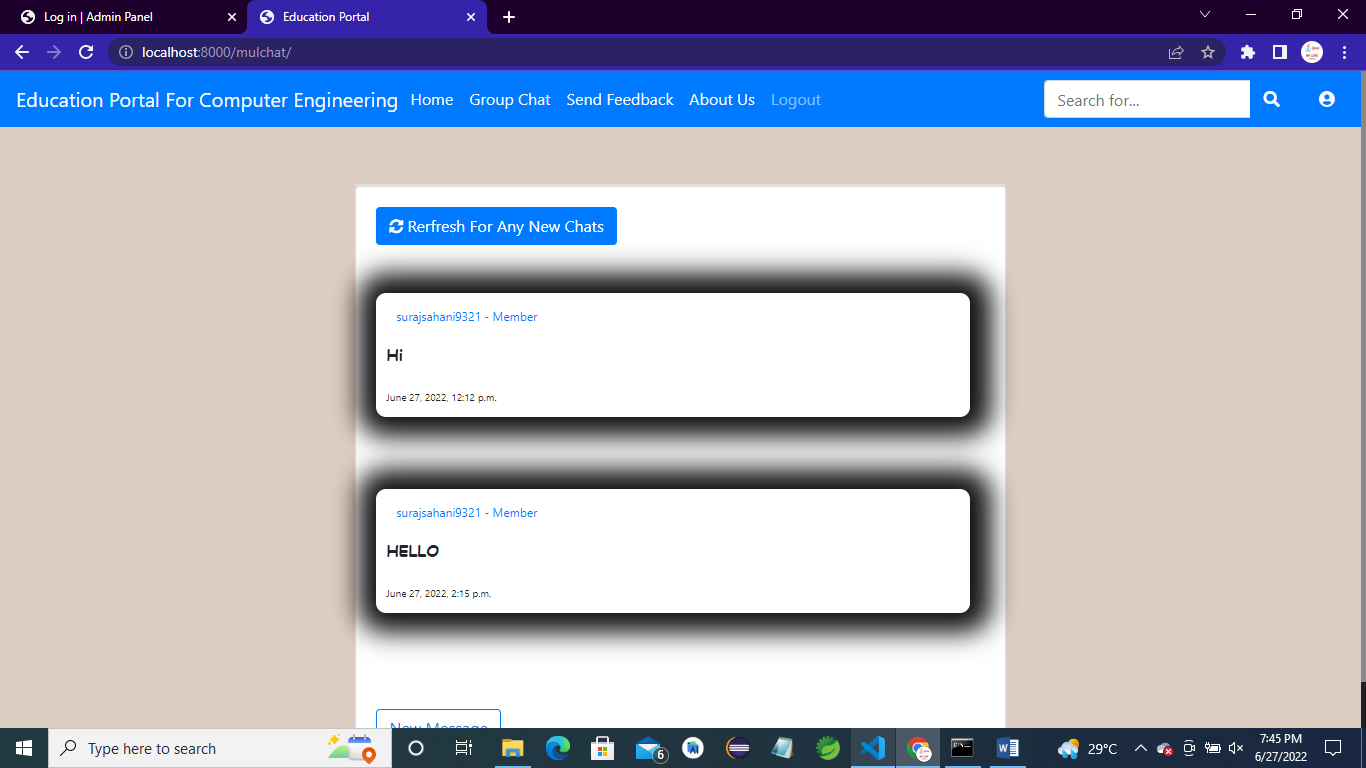 Log in | Admin Panel
Education Portal
localhost:8000/mulchat/
Education Portal For Computer Engineering Home Group Chat Send Feedback About Us Logout Search for...
Rerfresh For Any New Chats
surajsahani9321 - Member
Hi
June 27, 2022, 12:12 p.m.
surajsahani9321 - Member
HELLO
June 27, 2022, 2:15 p.m.
New Message
Type here to search
6
29°C
7:45 PM
6/27/2022